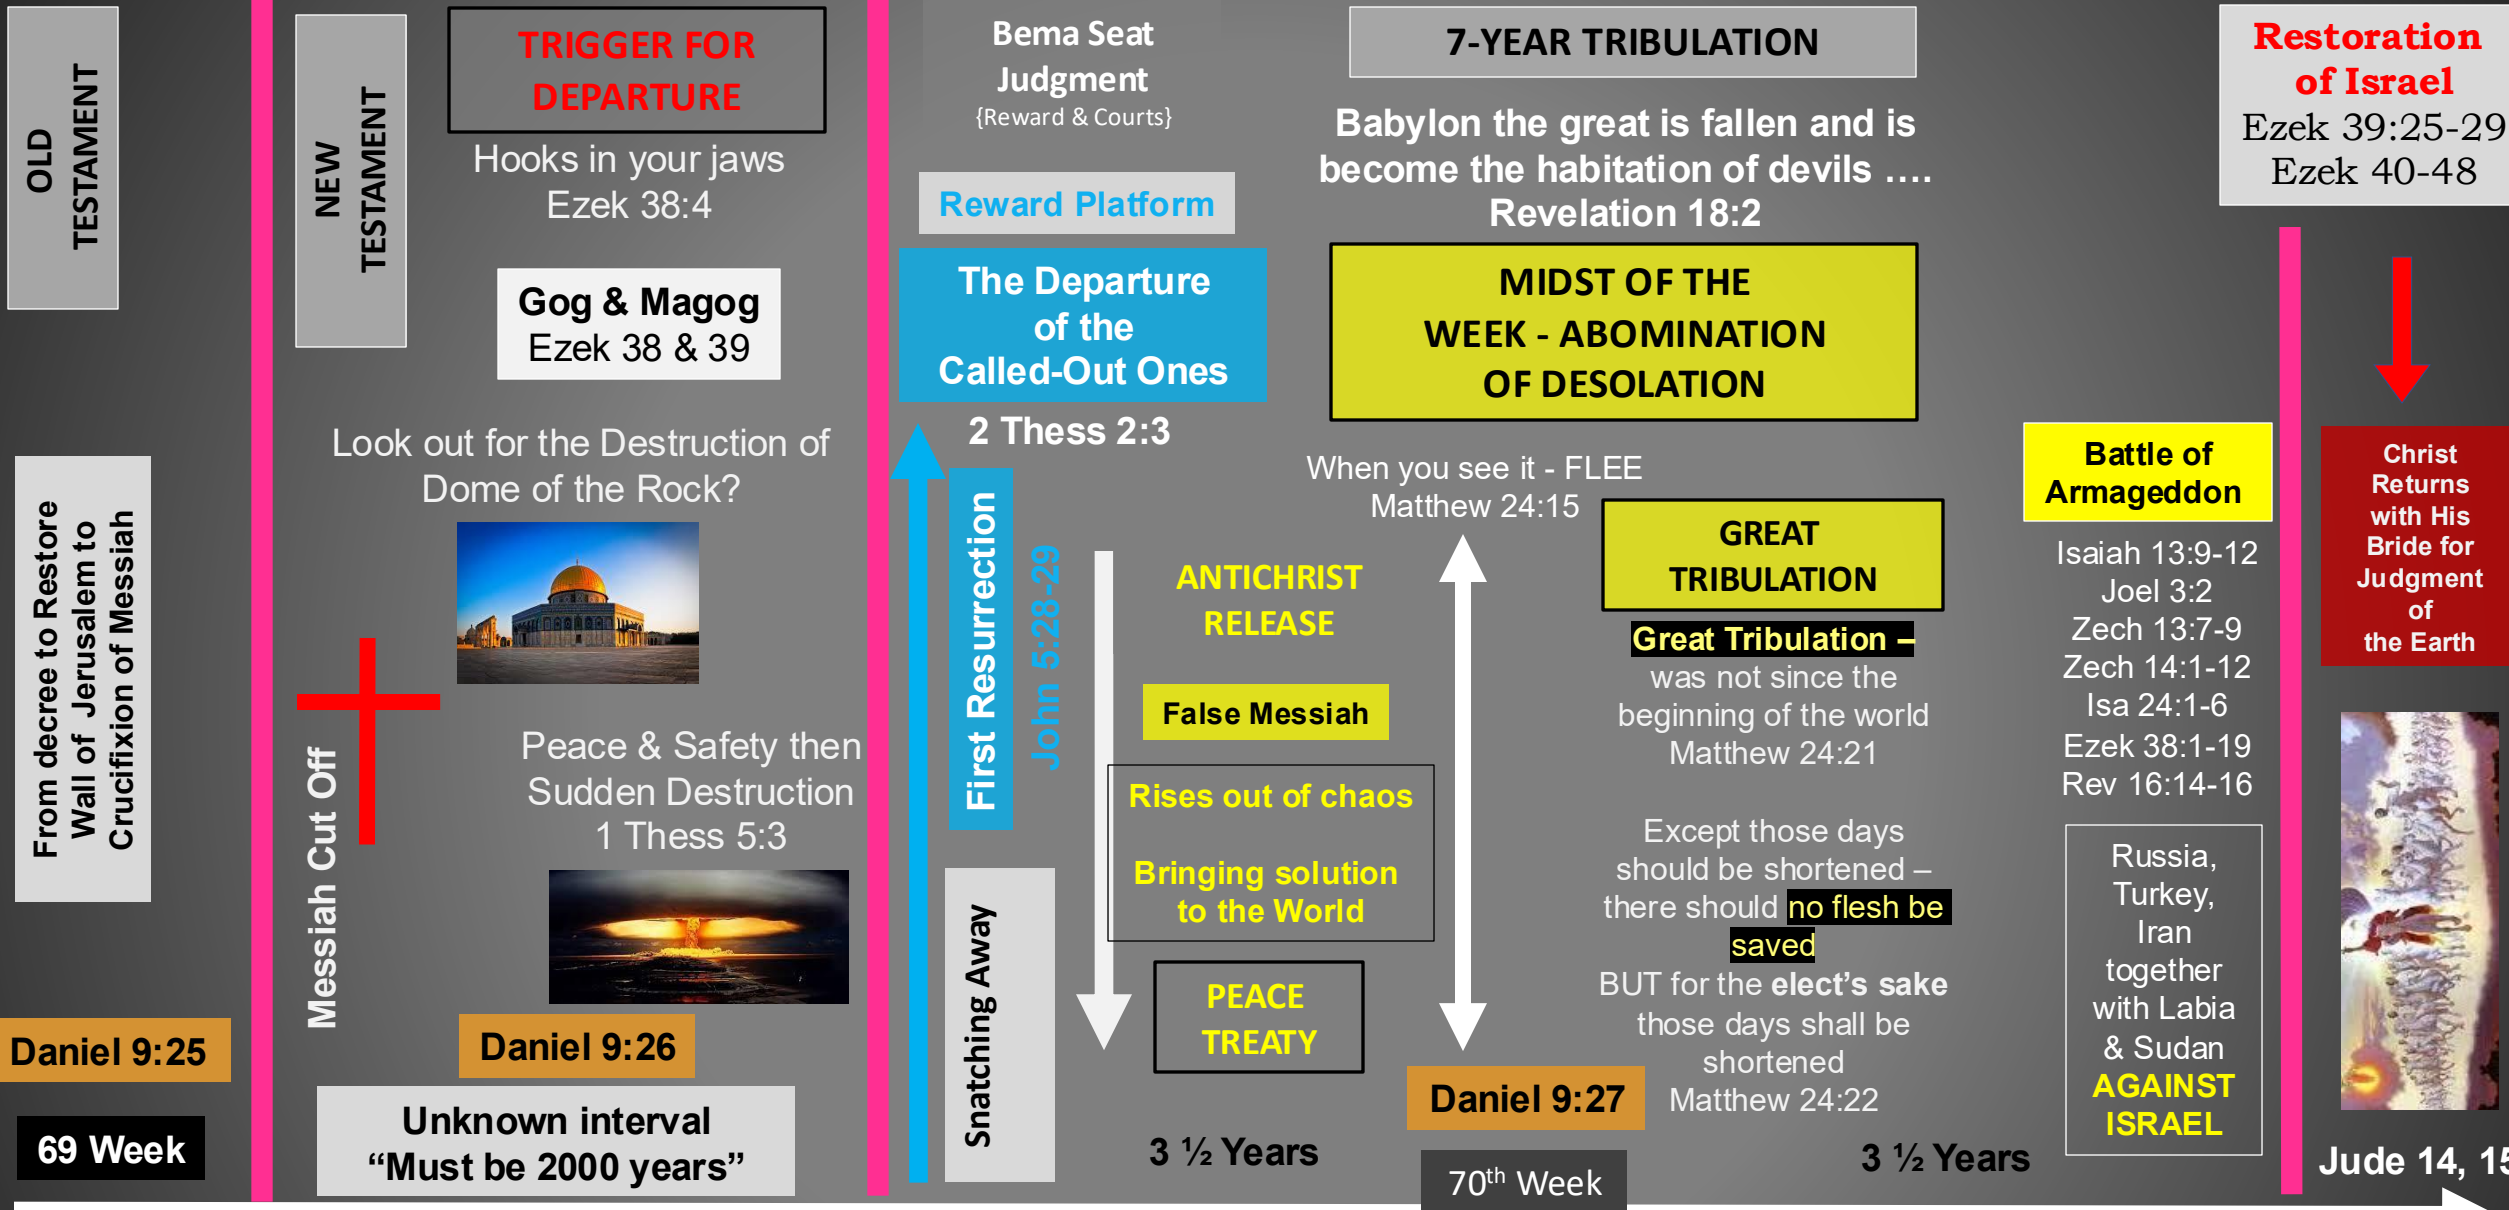 OLD
TESTAMENT
From decree to Restore
Wall of Jerusalem to
Crucifixion of Messiah
Daniel 9:25
69 Week
NEW
TESTAMENT
TRIGGER FOR
DEPARTURE
Hooks in your jaws
Ezek 38:4
Gog & Magog
Ezek 38 & 39
Look out for the Destruction of
Dome of the Rock?
Messiah Cut Off
Peace & Safety then
Sudden Destruction
1 Thess 5:3
Daniel 9:26
Unknown interval
“Must be 2000 years”
Bema Seat
Judgment
{Reward & Courts}
Reward Platform
The Departure
of the
Called-Out Ones
2 Thess 2:3
First Resurrection
John 5:28-29
Snatching Away
ANTICHRIST
RELEASE
False Messiah
Rises out of chaos
Bringing solution
to the World
PEACE
TREATY
3 ½ Years
7-YEAR TRIBULATION
Babylon the great is fallen and is
become the habitation of devils ….
Revelation 18:2
MIDST OF THE
WEEK - ABOMINATION
OF DESOLATION
When you see it - FLEE
Matthew 24:15
GREAT
TRIBULATION
Great Tribulation –
was not since the
beginning of the world
Matthew 24:21
Except those days
should be shortened –
there should no flesh be
saved
BUT for the elect's sake
those days shall be
shortened
Matthew 24:22
Daniel 9:27
70th Week
3 ½ Years
Battle of
Armageddon
Isaiah 13:9-12
Joel 3:2
Zech 13:7-9
Zech 14:1-12
Isa 24:1-6
Ezek 38:1-19
Rev 16:14-16
Russia,
Turkey,
Iran
together
with Labia
& Sudan
AGAINST
ISRAEL
Restoration
of Israel
Ezek 39:25-29
Ezek 40-48
Christ
Returns
with His
Bride for
Judgment
of
the Earth
Jude 14, 15